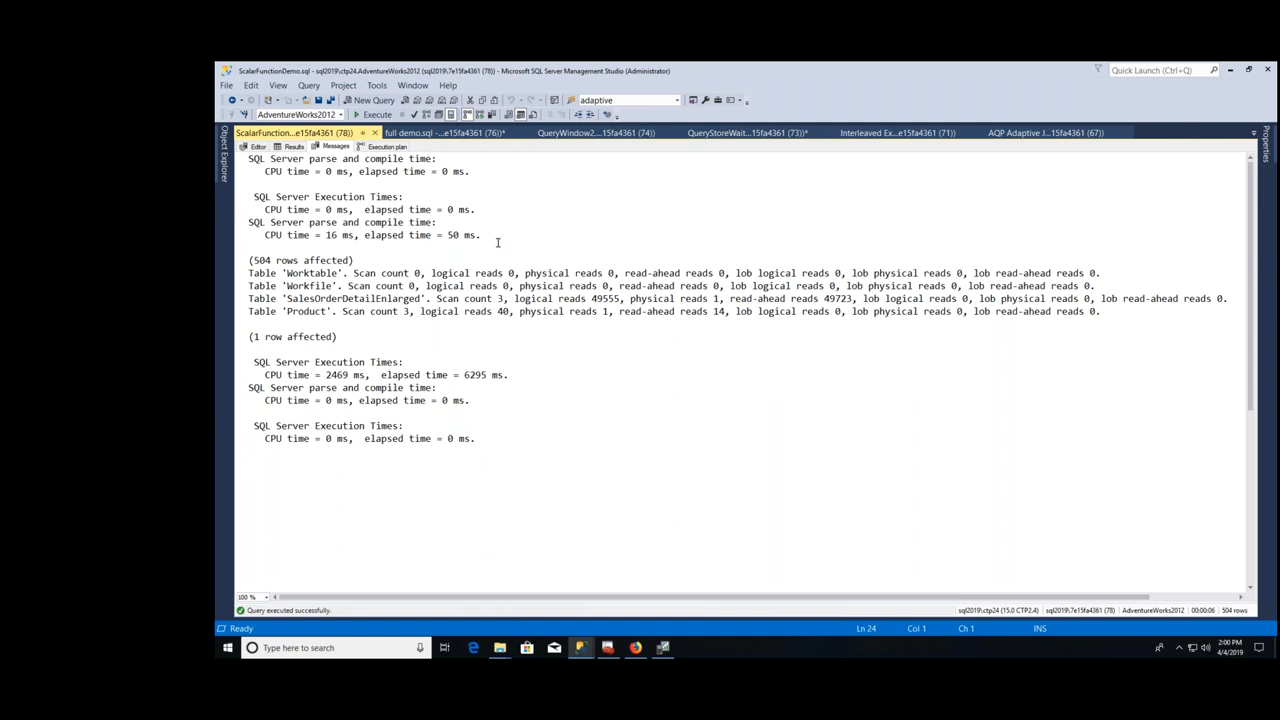 ScalarFunctionDemo.sql - sql2019\ctp24.AdventureWorks2012 (sql2019\7e15fa4361 (78)) - Microsoft SQL Server Management Studio (Administrator)
Quick Launch (Ctrl+Q)
File Edit View Query Project Tools Window Help
New Query
adaptive
AdventureWorks2012
Execute
ScalarFunction...e15fa4361 (78))
full demo.sql -...e15fa4361 (76))*
QueryWindow2....15fa4361 (74))
QueryStoreWait...15fa4361 (73))*
Interleaved Ex...e15fa4361 (71))
AQP Adaptive J...15fa4361 (67))
Object Explorer
Properties
Editor Results Messages Execution plan
SQL Server parse and compile time:
CPU time = 0 ms, elapsed time = 0 ms.
SQL Server Execution Times:
CPU time = 0 ms, elapsed time = 0 ms.
SQL Server parse and compile time:
CPU time = 16 ms, elapsed time = 50 ms.
(504 rows affected)
Table 'Worktable'. Scan count 0, logical reads 0, physical reads 0, read-ahead reads 0, lob logical reads 0, lob physical reads 0, lob read-ahead reads 0.
Table 'Workfile'. Scan count 0, logical reads 0, physical reads 0, read-ahead reads 0, lob logical reads 0, lob physical reads 0, lob read-ahead reads 0.
Table 'SalesOrderDetailEnlarged'. Scan count 3, logical reads 49555, physical reads 1, read-ahead reads 49723, lob logical reads 0, lob physical reads 0, lob read-ahead reads 0.
Table 'Product'. Scan count 3, logical reads 40, physical reads 1, read-ahead reads 14, lob logical reads 0, lob physical reads 0, lob read-ahead reads 0.
(1 row affected)
SQL Server Execution Times:
CPU time = 2469 ms, elapsed time = 6295 ms.
SQL Server parse and compile time:
CPU time = 0 ms, elapsed time = 0 ms.
SQL Server Execution Times:
CPU time = 0 ms, elapsed time = 0 ms.
100 %
Query executed successfully.
sql2019\ctp24 (15.0 CTP2.4) sql2019\7e15fa4361 (78) AdventureWorks2012 00:00:06 504 rows
Ready
Ln 24 Col 1 Ch 1 INS
Type here to search
2:00 PM
4/4/2019